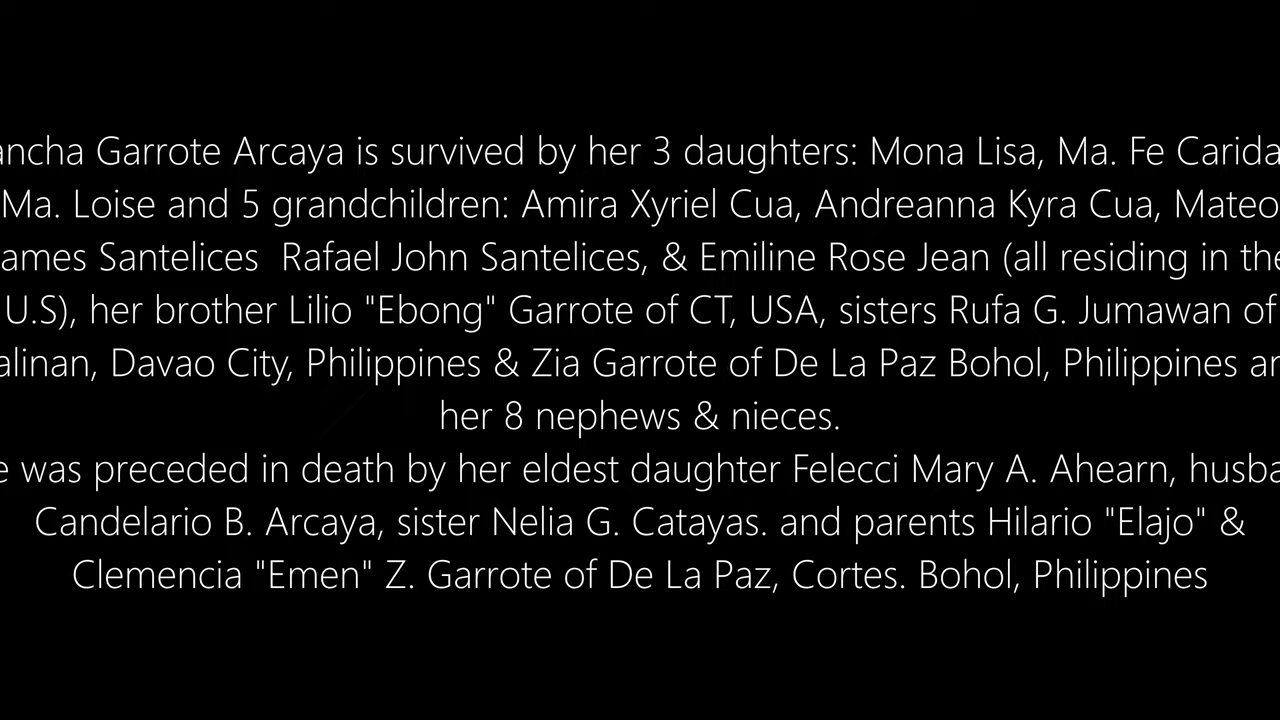 ancha Garrote Arcaya is survived by her 3 daughters: Mona Lisa, Ma. Fe Carida
Ma. Loise and 5 grandchildren: Amira Xyriel Cua, Andreanna Kyra Cua, Mateo
ames Santelices  Rafael John Santelices, & Emiline Rose Jean (all residing in the
U.S), her brother Lilio "Ebong" Garrote of CT, USA, sisters Rufa G. Jumawan of
alinan, Davao City, Philippines & Zia Garrote of De La Paz Bohol, Philippines an
her 8 nephews & nieces.
e was preceded in death by her eldest daughter Felecci Mary A. Ahearn, husba
Candelario B. Arcaya, sister Nelia G. Catayas. and parents Hilario "Elajo" &
Clemencia "Emen" Z. Garrote of De La Paz, Cortes. Bohol, Philippines